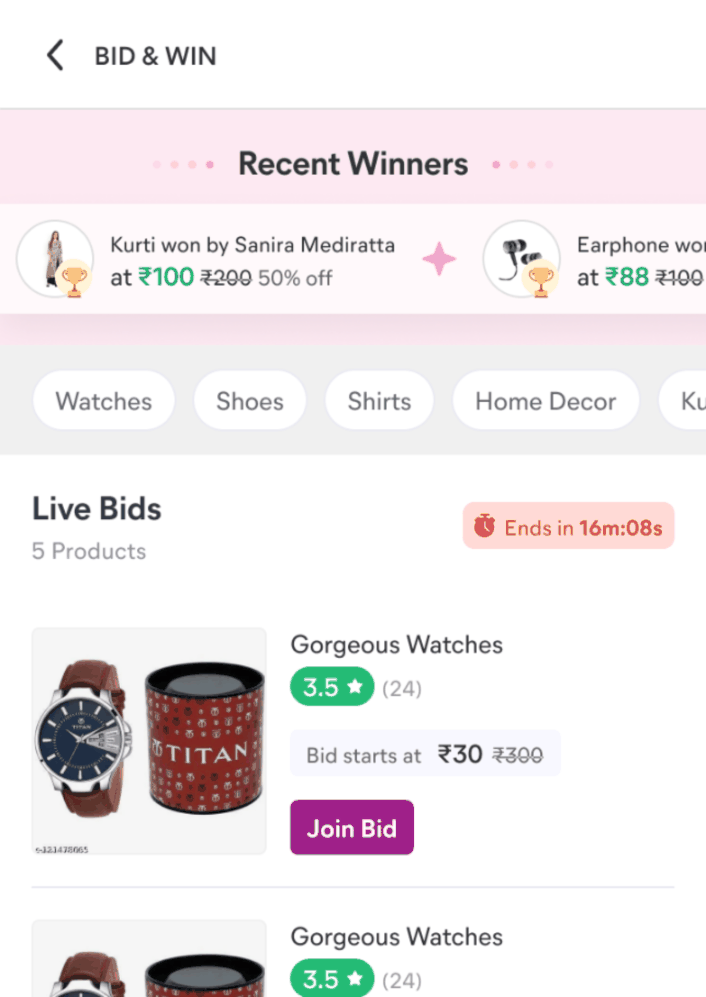 BID & WIN
Recent Winners
Kurti won by Sanira Mediratta
at ₹100 ₹200 50% off
Earphone wo
at ₹88 ₹100
Watches
Shoes
Shirts
Home Decor
Ku
Live Bids
5 Products
Ends in 16m:08s
TITAN
TITAN
s-121478065
Gorgeous Watches
3.5 ★ (24)
Bid starts at ₹30 ₹300
Join Bid
Gorgeous Watches
3.5 ★ (24)